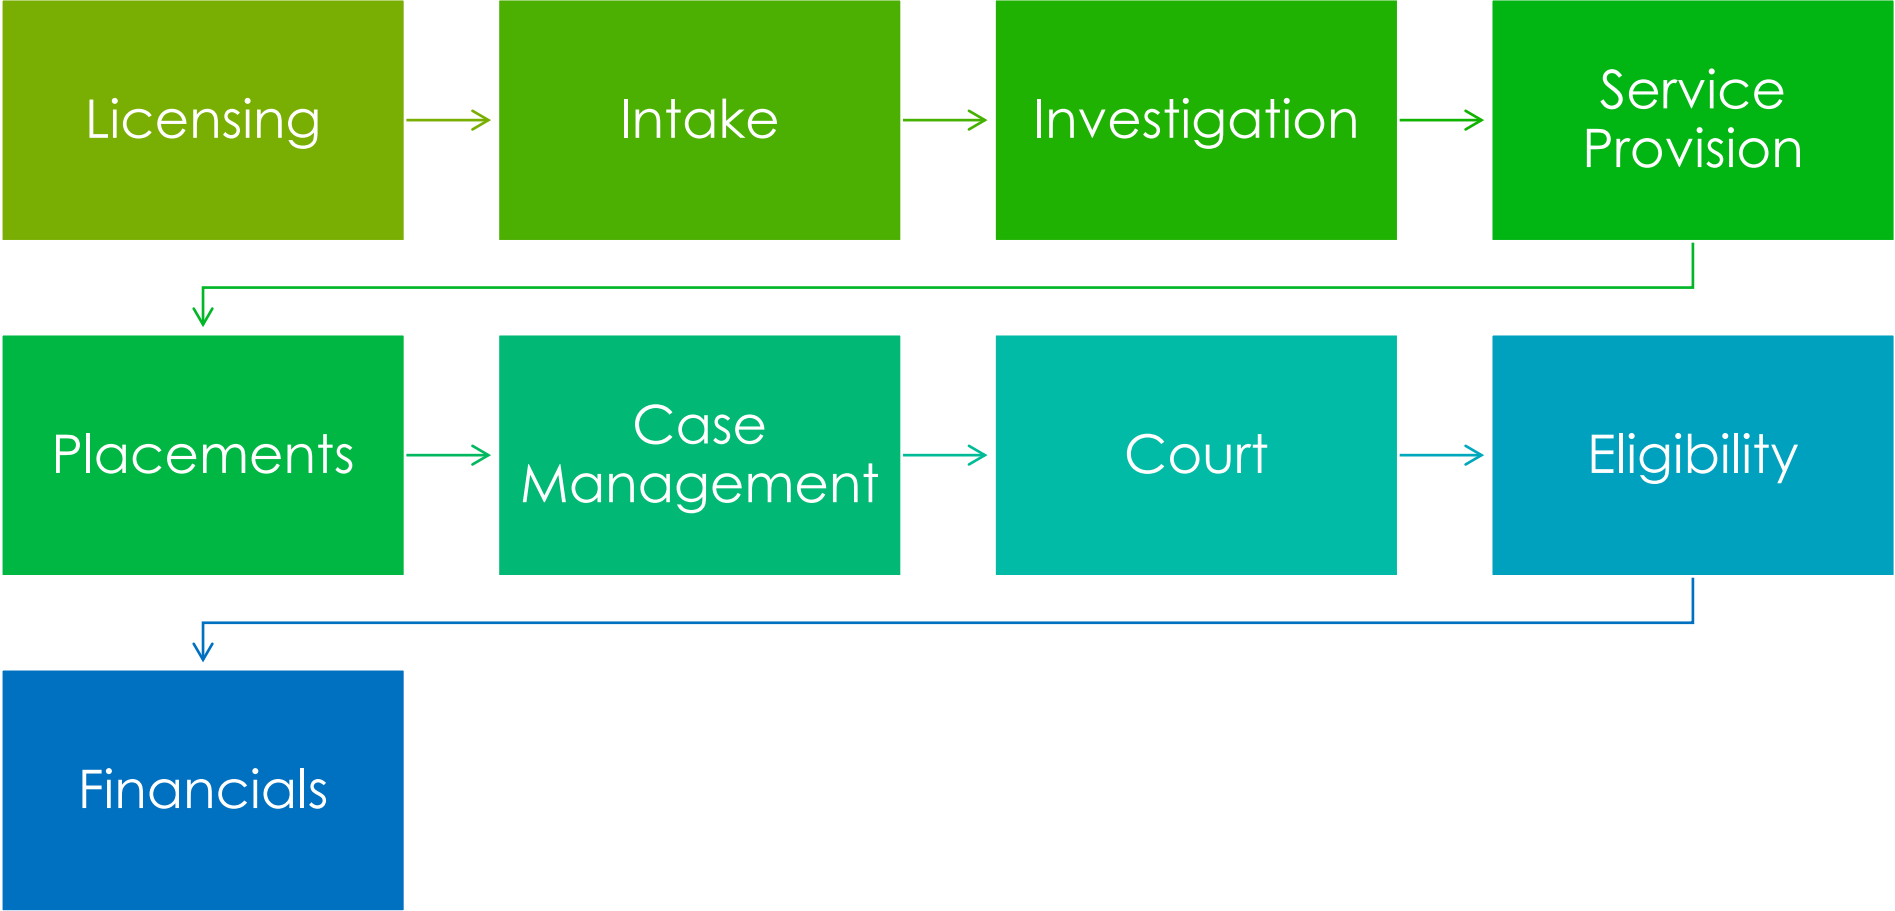 Licensing
Intake
Investigation
Service
Provision
Placements
Case
Management
Court
Eligibility
Financials